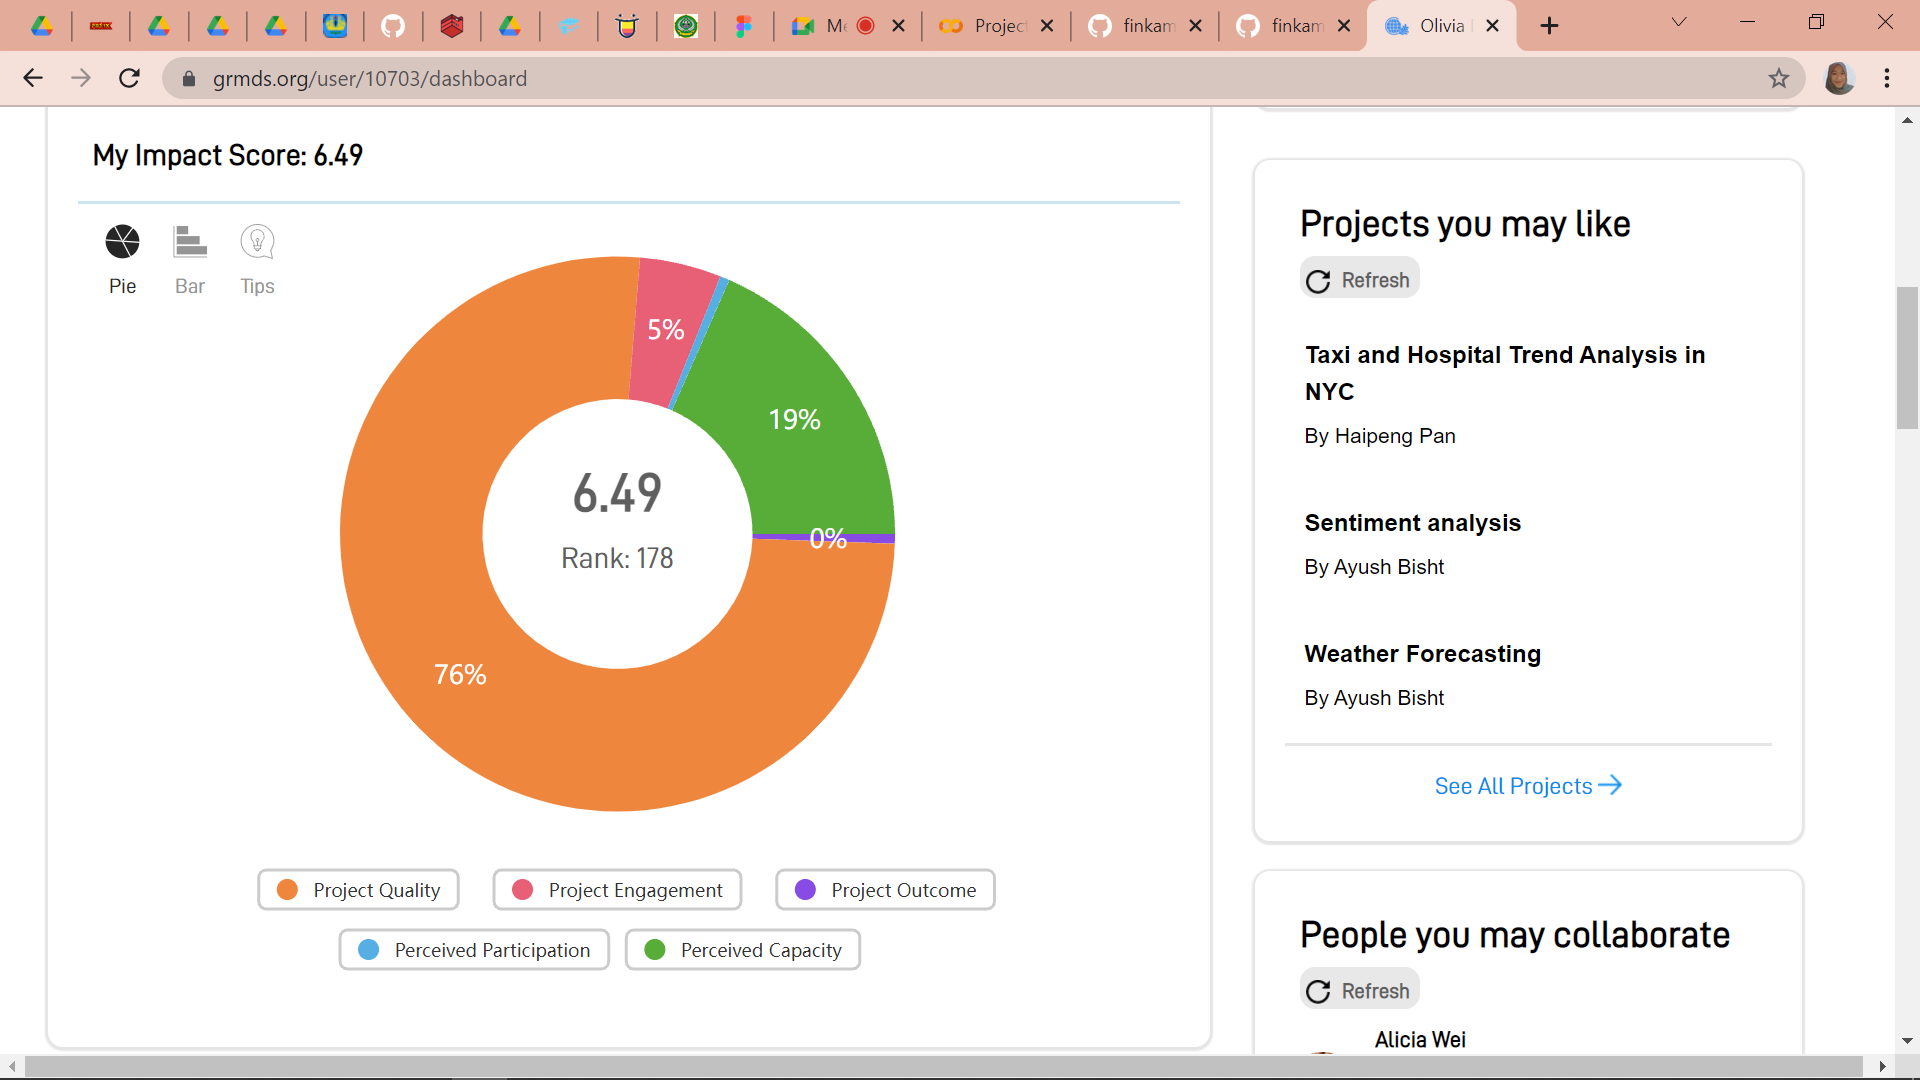 Me
Project
finkam
finkam
Olivia
grmds.org/user/10703/dashboard
My Impact Score: 6.49
Pie
Bar
Tips
5%
19%
0%
76%
6.49
Rank: 178
Project Quality
Project Engagement
Project Outcome
Perceived Participation
Perceived Capacity
Projects you may like
Refresh
Taxi and Hospital Trend Analysis in
NYC
By Haipeng Pan
Sentiment analysis
By Ayush Bisht
Weather Forecasting
By Ayush Bisht
See All Projects
People you may collaborate
Refresh
Alicia Wei